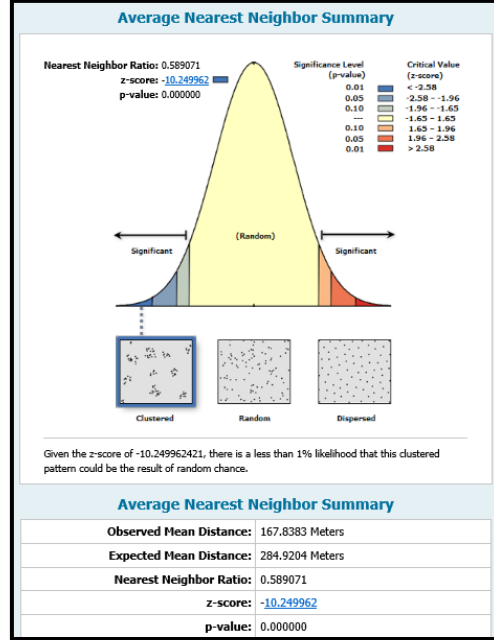 Average Nearest Neighbor Summary
Nearest Neighbor Ratio: 0.589071
z-score: -10.249962
p-value: 0.000000
Significance Level
(p-value)
Critical Value
(z-score)
0.01 < -2.58
0.05 -2.58 - -1.96
0.10 -1.96 - -1.65
--- -1.65 - 1.65
0.10 1.65 - 1.96
0.05 1.96 - 2.58
0.01 > 2.58
(Random)
Significant
Significant
Clustered
Random
Dispersed
Given the z-score of -10.249962421, there is a less than 1% likelihood that this clustered
pattern could be the result of random chance.
Average Nearest Neighbor Summary
Observed Mean Distance: 167.8383 Meters
Expected Mean Distance: 284.9204 Meters
Nearest Neighbor Ratio: 0.589071
z-score: -10.249962
p-value: 0.000000